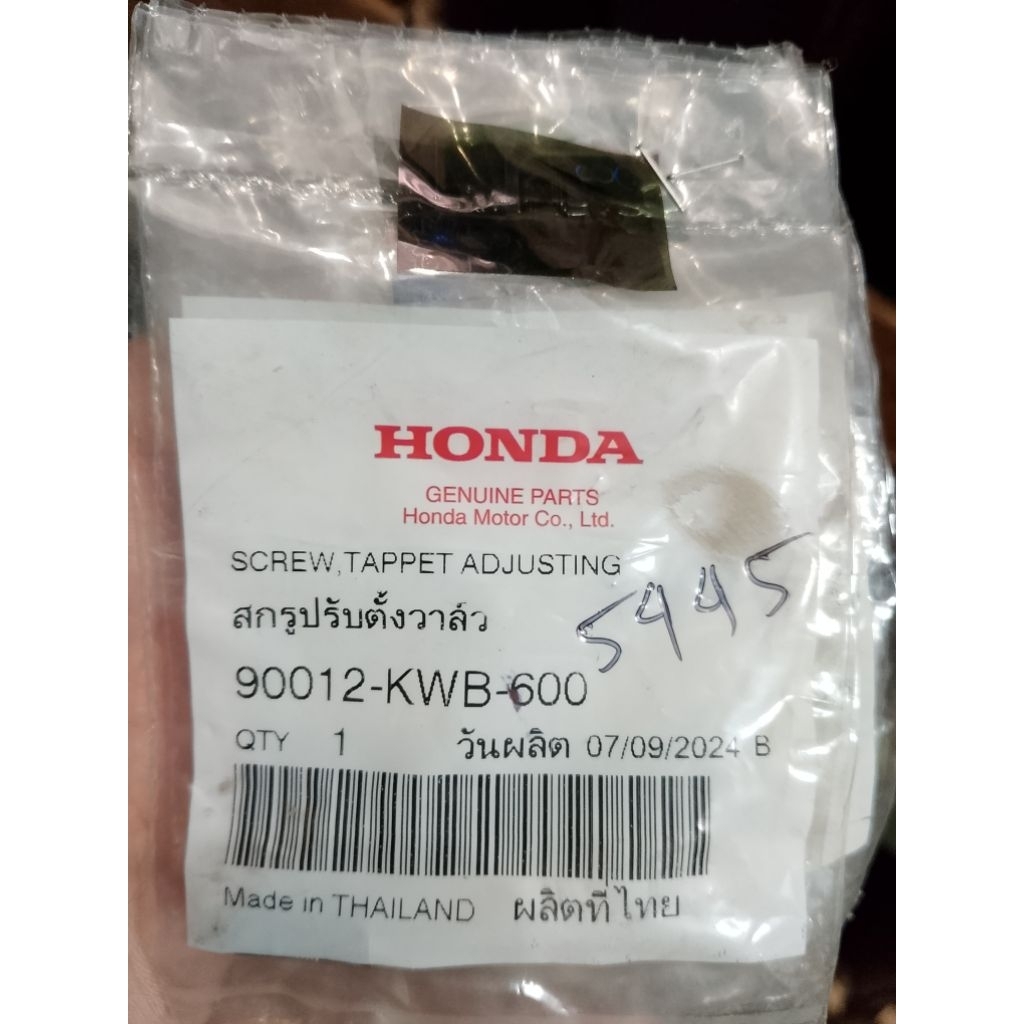 HONDA
GENUINE PARTS
Honda Motor Co., Ltd.
SCREW,TAPPET ADJUSTING
สกรูปรับตั้งวาล์ว
5445
90012-KWB-600
QTY 1 วันผลิต 07/09/2024 B
Made in THAILAND ผลิตที่ไทย